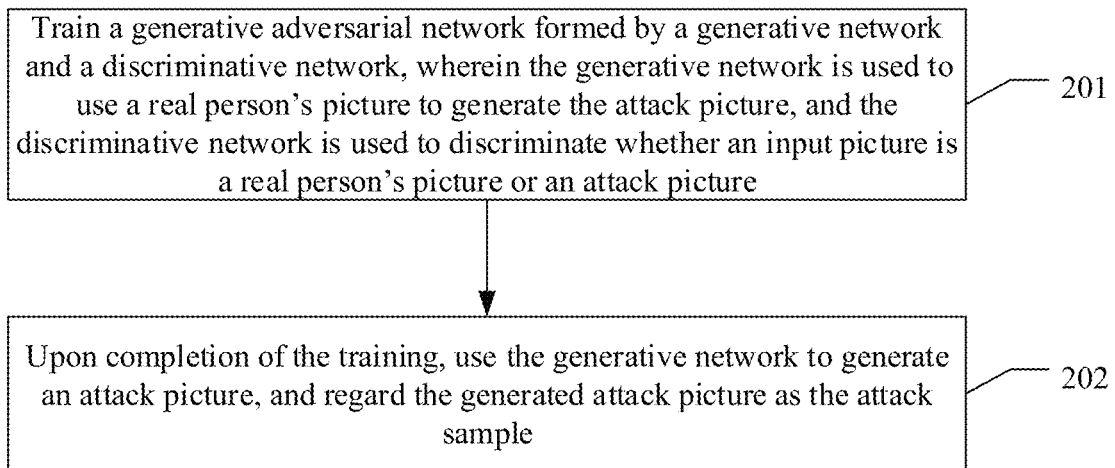 Train a generative adversarial network formed by a generative network
and a discriminative network, wherein the generative network is used to
use a real person's picture to generate the attack picture, and the
discriminative network is used to discriminate whether an input picture is
a real person's picture or an attack picture
201
Upon completion of the training, use the generative network to generate
an attack picture, and regard the generated attack picture as the attack
sample
202